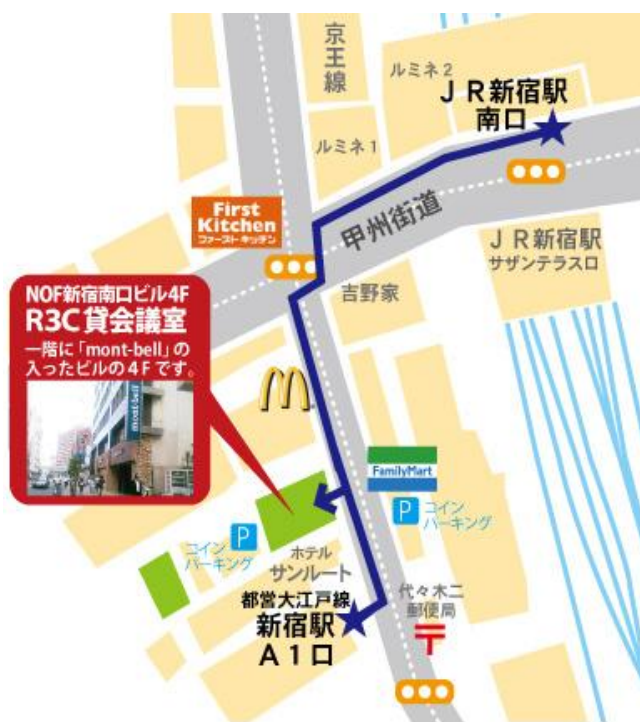 京王線
ルミネ2
JR新宿駅
南口
ルミネ1
First
Kitchen
ファーストキッチン
甲州街道
JR新宿駅
サザンテラス口
吉野家
NOF新宿南口ビル4F
R3C貸会議室
一階に「mont-bell」の
入ったビルの4Fです。
mont-bell
M
FamilyMart
P
コイン
パーキング
P
コイン
パーキング
ホテル
サンルート
都営大江戸線
新宿駅
A1口
代々木二
郵便局
〒